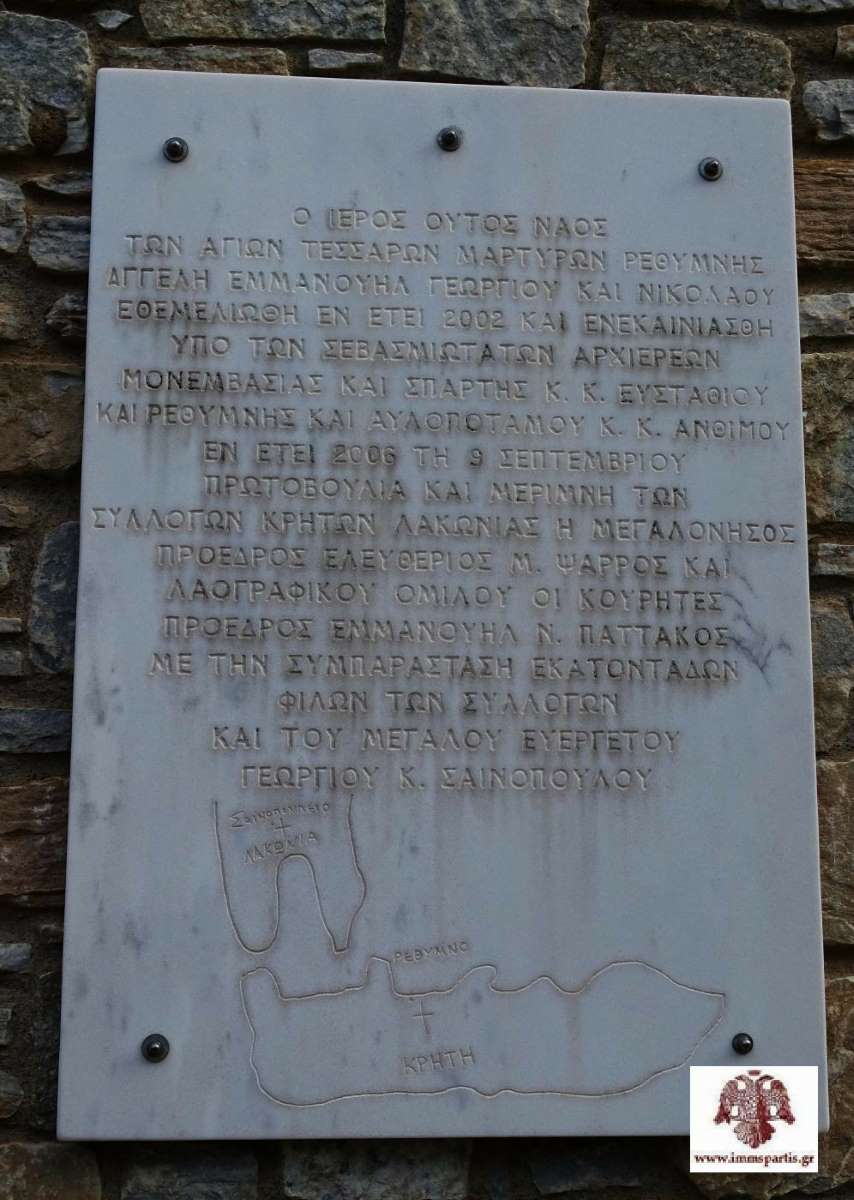 Ο ΙΕΡΟΣ ΟΥΤΟΣ ΝΑΟΣ
ΤΩΝ ΑΓΙΩΝ ΤΕΣΣΑΡΩΝ ΜΑΡΤΥΡΩΝ ΡΕΘΥΜΝΗΣ
ΑΓΓΕΛΗ ΕΜΜΑΝΟΥΗΛ ΓΕΩΡΓΙΟΥ ΚΑΙ ΝΙΚΟΛΑΟΥ
ΕΘΕΜΕΛΙΩΘΗ ΕΝ ΕΤΕΙ 2002 ΚΑΙ ΕΝΕΚΑΙΝΙΑΣΘΗ
ΥΠΟ ΤΩΝ ΣΕΒΑΣΜΙΩΤΑΤΩΝ ΑΡΧΙΕΡΕΩΝ
ΜΟΝΕΜΒΑΣΙΑΣ ΚΑΙ ΣΠΑΡΤΗΣ Κ. Κ. ΕΥΣΤΑΘΙΟΥ
ΚΑΙ ΡΕΘΥΜΝΗΣ ΚΑΙ ΑΥΛΟΠΟΤΑΜΟΥ Κ. Κ. ΑΝΘΙΜΟΥ
ΕΝ ΕΤΕΙ 2006 ΤΗ 9 ΣΕΠΤΕΜΒΡΙΟΥ
ΠΡΩΤΟΒΟΥΛΙΑ ΚΑΙ ΜΕΡΙΜΝΗ ΤΩΝ
ΣΥΛΛΟΓΩΝ ΚΡΗΤΩΝ ΛΑΚΩΝΙΑΣ Η ΜΕΓΑΛΟΝΗΣΟΣ
ΠΡΟΕΔΡΟΣ ΕΛΕΥΘΕΡΙΟΣ Μ. ΨΑΡΡΟΣ ΚΑΙ
ΛΑΟΓΡΑΦΙΚΟΥ ΟΜΙΛΟΥ ΟΙ ΚΟΥΡΗΤΕΣ
ΠΡΟΕΔΡΟΣ ΕΜΜΑΝΟΥΗΛ Ν. ΠΑΤΤΑΚΟΣ
ΜΕ ΤΗΝ ΣΥΜΠΑΡΑΣΤΑΣΗ ΕΚΑΤΟΝΤΑΔΩΝ
ΦΙΛΩΝ ΤΩΝ ΣΥΛΛΟΓΩΝ
ΚΑΙ ΤΟΥ ΜΕΓΑΛΟΥ ΕΥΕΡΓΕΤΟΥ
ΓΕΩΡΓΙΟΥ Κ. ΣΑΙΝΟΠΟΥΛΟΥ
ΛΑΚΩΝΙΑ
ΡΕΘΥΜΝΟ
ΚΡΗΤΗ
www.immspartis.gr